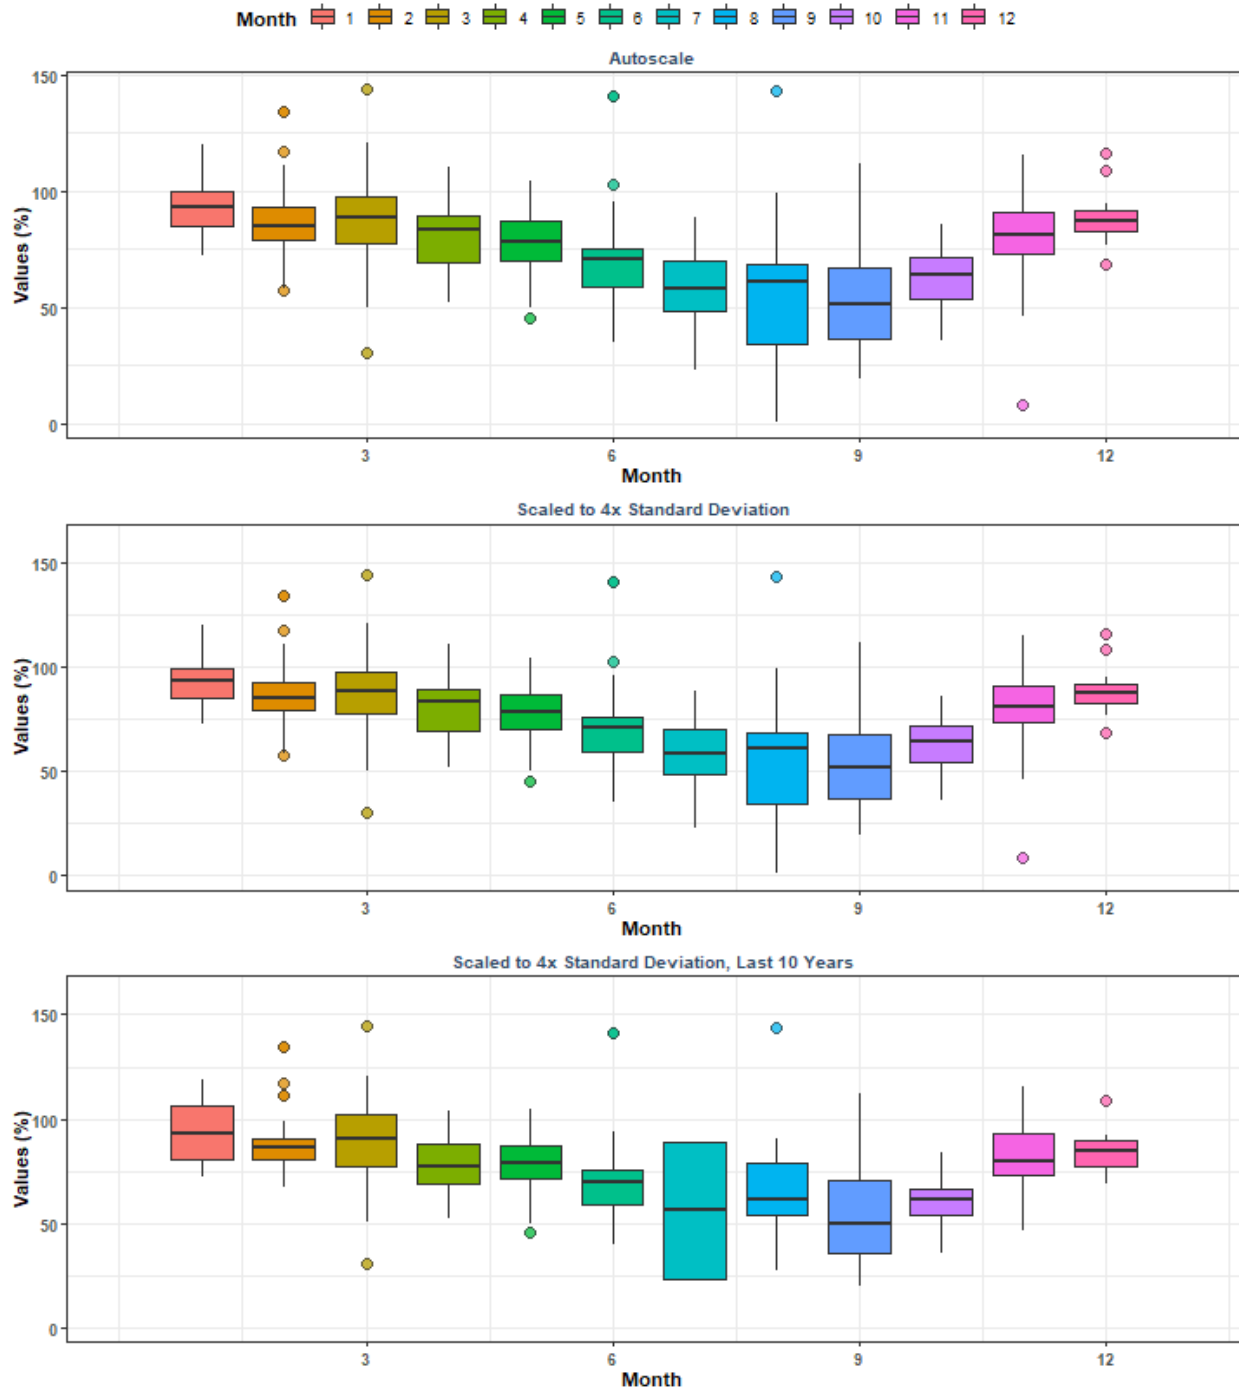 Month 1 2 3 4 5 6 7 8 9 10 11 12
Autoscale
Values (%)
150
100
50
0
3 6 9 12
Month
Scaled to 4x Standard Deviation
Values (%)
150
100
50
0
3 6 9 12
Month
Scaled to 4x Standard Deviation, Last 10 Years
Values (%)
150
100
50
0
3 6 9 12
Month